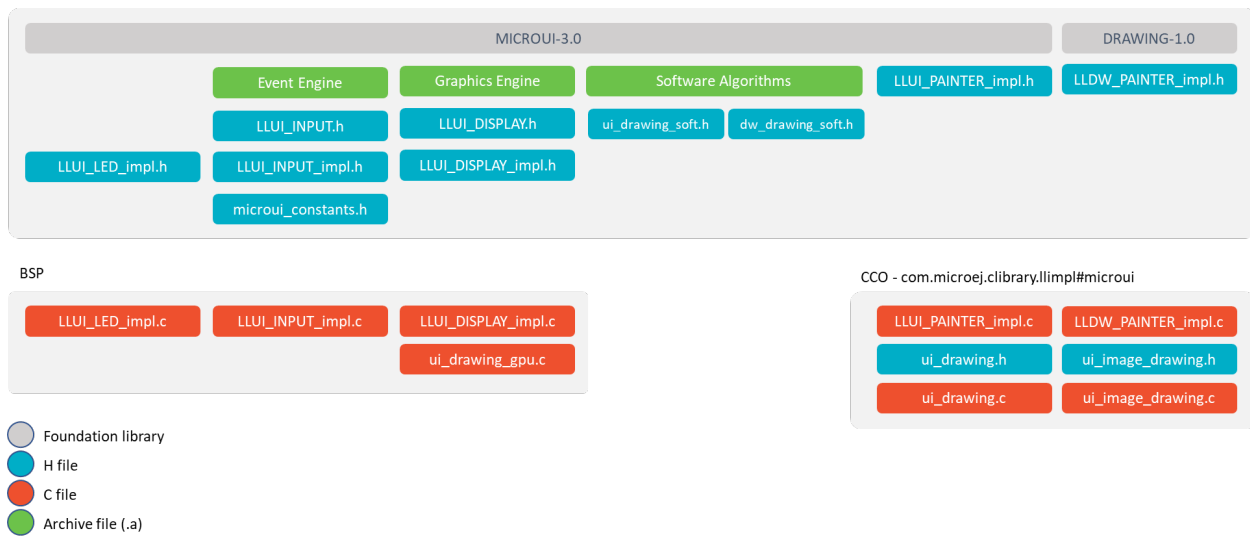 MICROUI-3.0
DRAWING-1.0
Event Engine
Graphics Engine
Software Algorithms
LLUI_PAINTER_impl.h
LLDW_PAINTER_impl.h
LLUI_INPUT.h
LLUI_DISPLAY.h
ui_drawing_soft.h
dw_drawing_soft.h
LLUI_LED_impl.h
LLUI_INPUT_impl.h
LLUI_DISPLAY_impl.h
microui_constants.h
BSP
CCO - com.microej.clibrary.llimpl#microui
LLUI_LED_impl.c
LLUI_INPUT_impl.c
LLUI_DISPLAY_impl.c
LLUI_PAINTER_impl.c
LLDW_PAINTER_impl.c
ui_drawing_gpu.c
ui_drawing.h
ui_image_drawing.h
ui_drawing.c
ui_image_drawing.c
Foundation library
H file
C file
Archive file (.a)